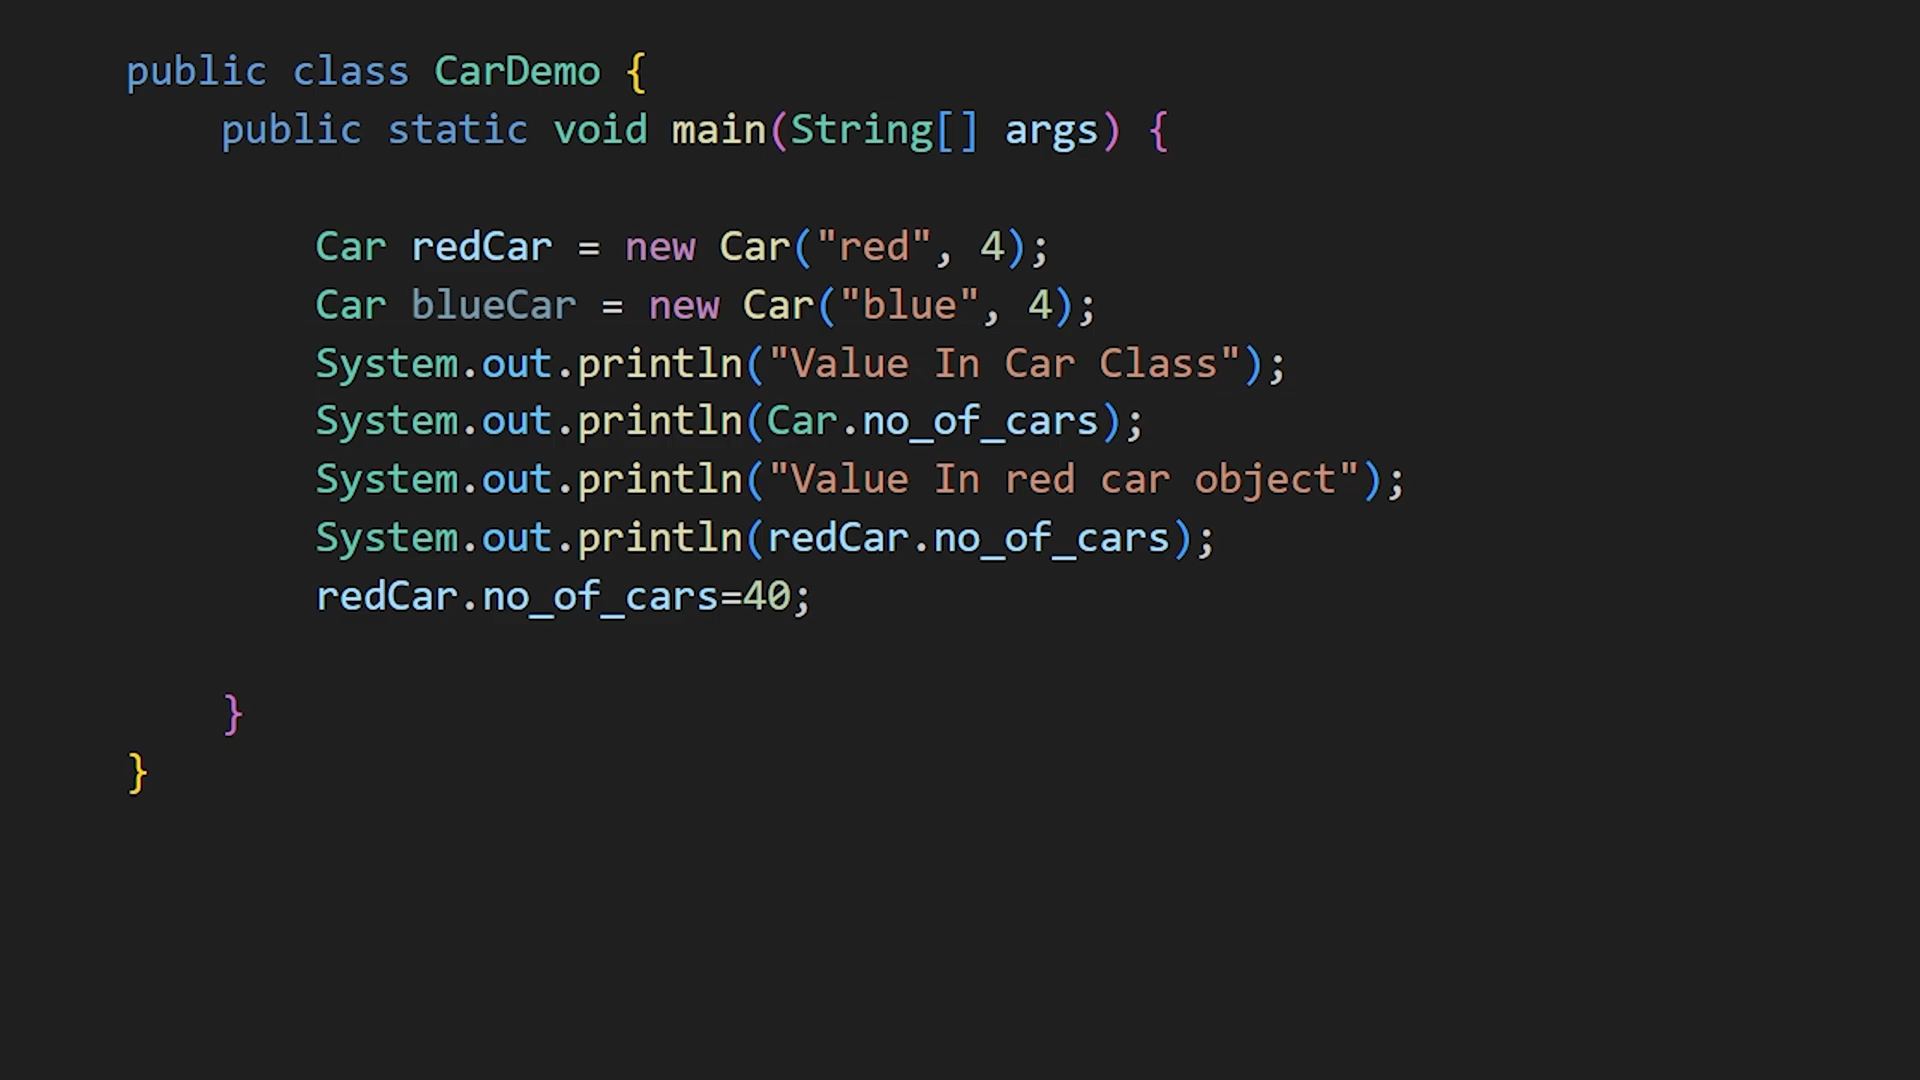 public class CarDemo {
    public static void main(String[] args) {

        Car redCar = new Car("red", 4);
        Car blueCar = new Car("blue", 4);
        System.out.println("Value In Car Class");
        System.out.println(Car.no_of_cars);
        System.out.println("Value In red car object");
        System.out.println(redCar.no_of_cars);
        redCar.no_of_cars=40;

    }
}